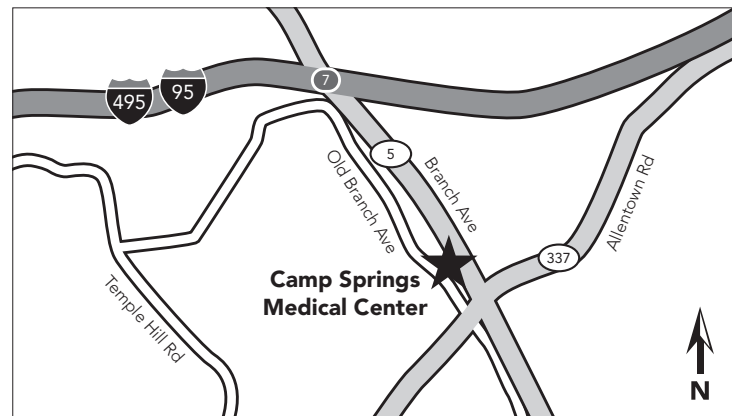 7
495
95
5
Old Branch Ave
Branch Ave
Allentown Rd
337
Camp Springs
Medical Center
Temple Hill Rd
N